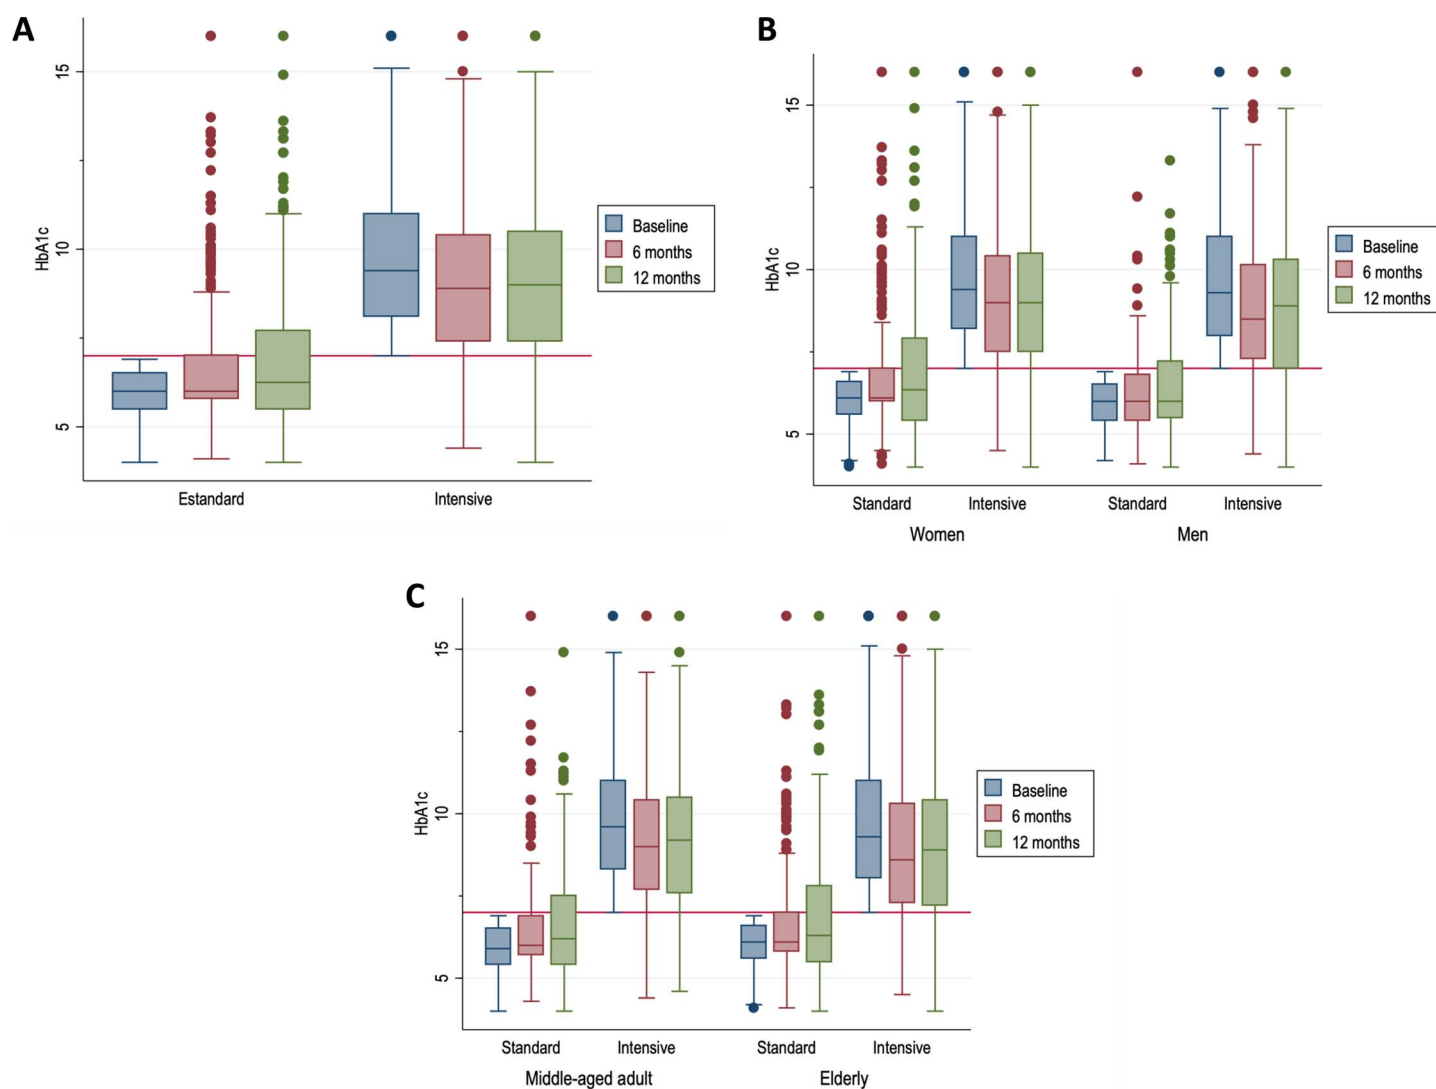 A
HbA1c
15
10
5
Estandard
Intensive
Baseline
6 months
12 months
B
HbA1c
15
10
5
Standard
Intensive
Standard
Intensive
Women
Men
Baseline
6 months
12 months
C
HbA1c
15
10
5
Standard
Intensive
Standard
Intensive
Middle-aged adult
Elderly
Baseline
6 months
12 months